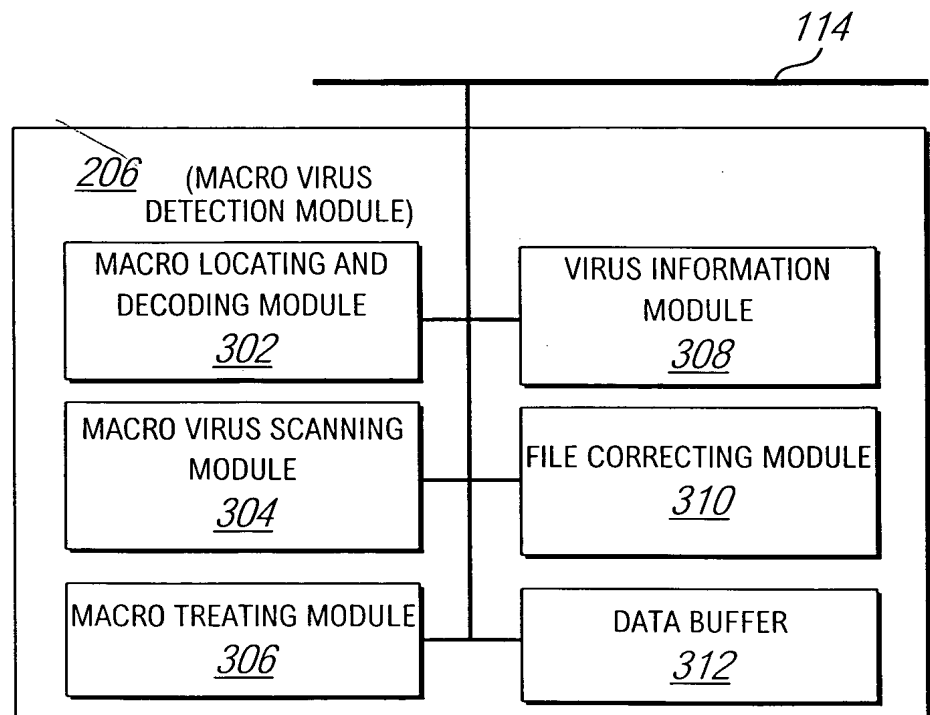 114
206 (MACRO VIRUS
DETECTION MODULE)
MACRO LOCATING AND
DECODING MODULE
302
VIRUS INFORMATION
MODULE
308
MACRO VIRUS SCANNING
MODULE
304
FILE CORRECTING MODULE
310
MACRO TREATING MODULE
306
DATA BUFFER
312